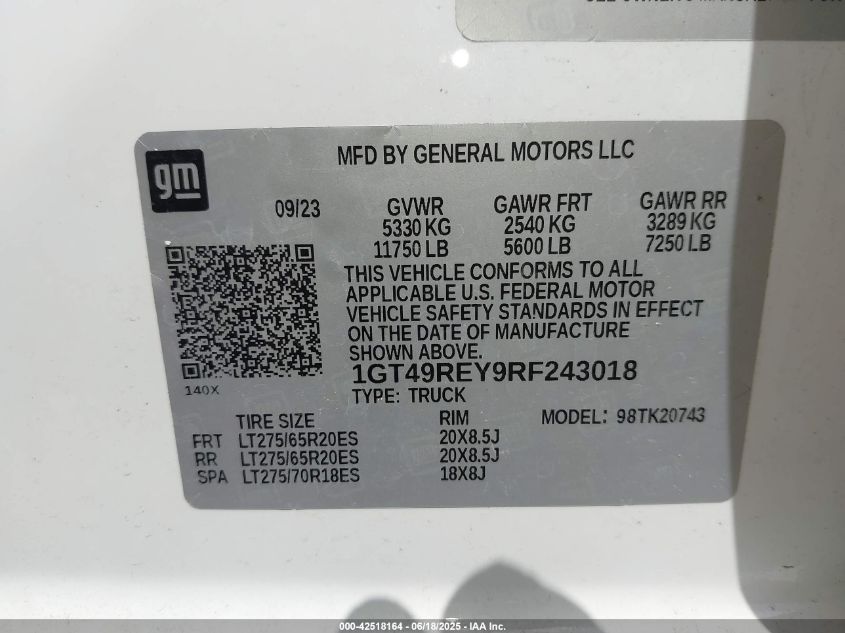 gm
MFD BY GENERAL MOTORS LLC
09/23
GVWR GAWR FRT GAWR RR
5330 KG 2540 KG 3289 KG
11750 LB 5600 LB 7250 LB
THIS VEHICLE CONFORMS TO ALL
APPLICABLE U.S. FEDERAL MOTOR
VEHICLE SAFETY STANDARDS IN EFFECT
ON THE DATE OF MANUFACTURE
SHOWN ABOVE.
1GT49REY9RF243018
140X
TYPE: TRUCK
TIRE SIZE RIM MODEL: 98TK20743
FRT LT275/65R20ES 20X8.5J
RR LT275/65R20ES 20X8.5J
SPA LT275/70R18ES 18X8J
000-42518164 - 06/18/2025 - IAA Inc.